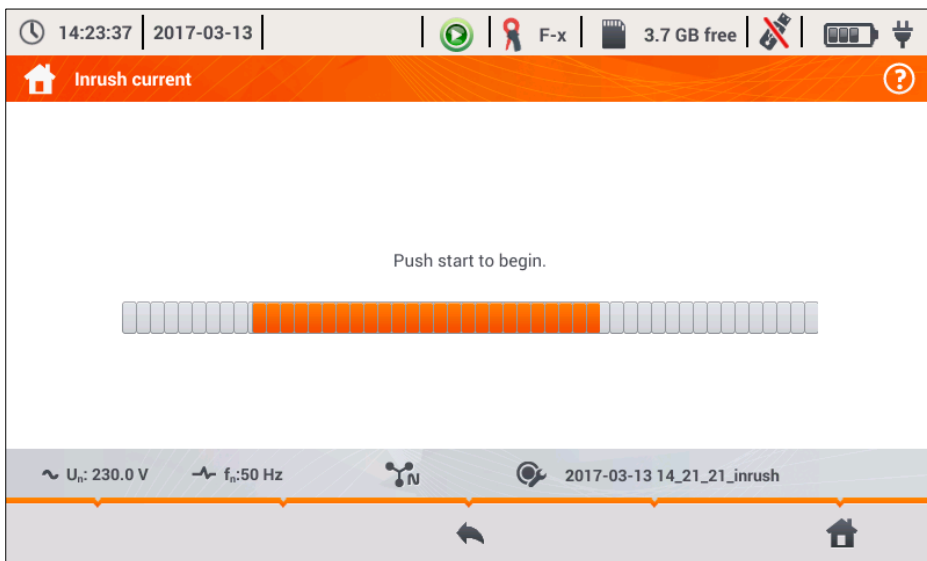 14:23:37 2017-03-13 F-x 3.7 GB free
Inrush current ?
Push start to begin.
Uₙ: 230.0 V fₙ:50 Hz N 2017-03-13 14_21_21_inrush